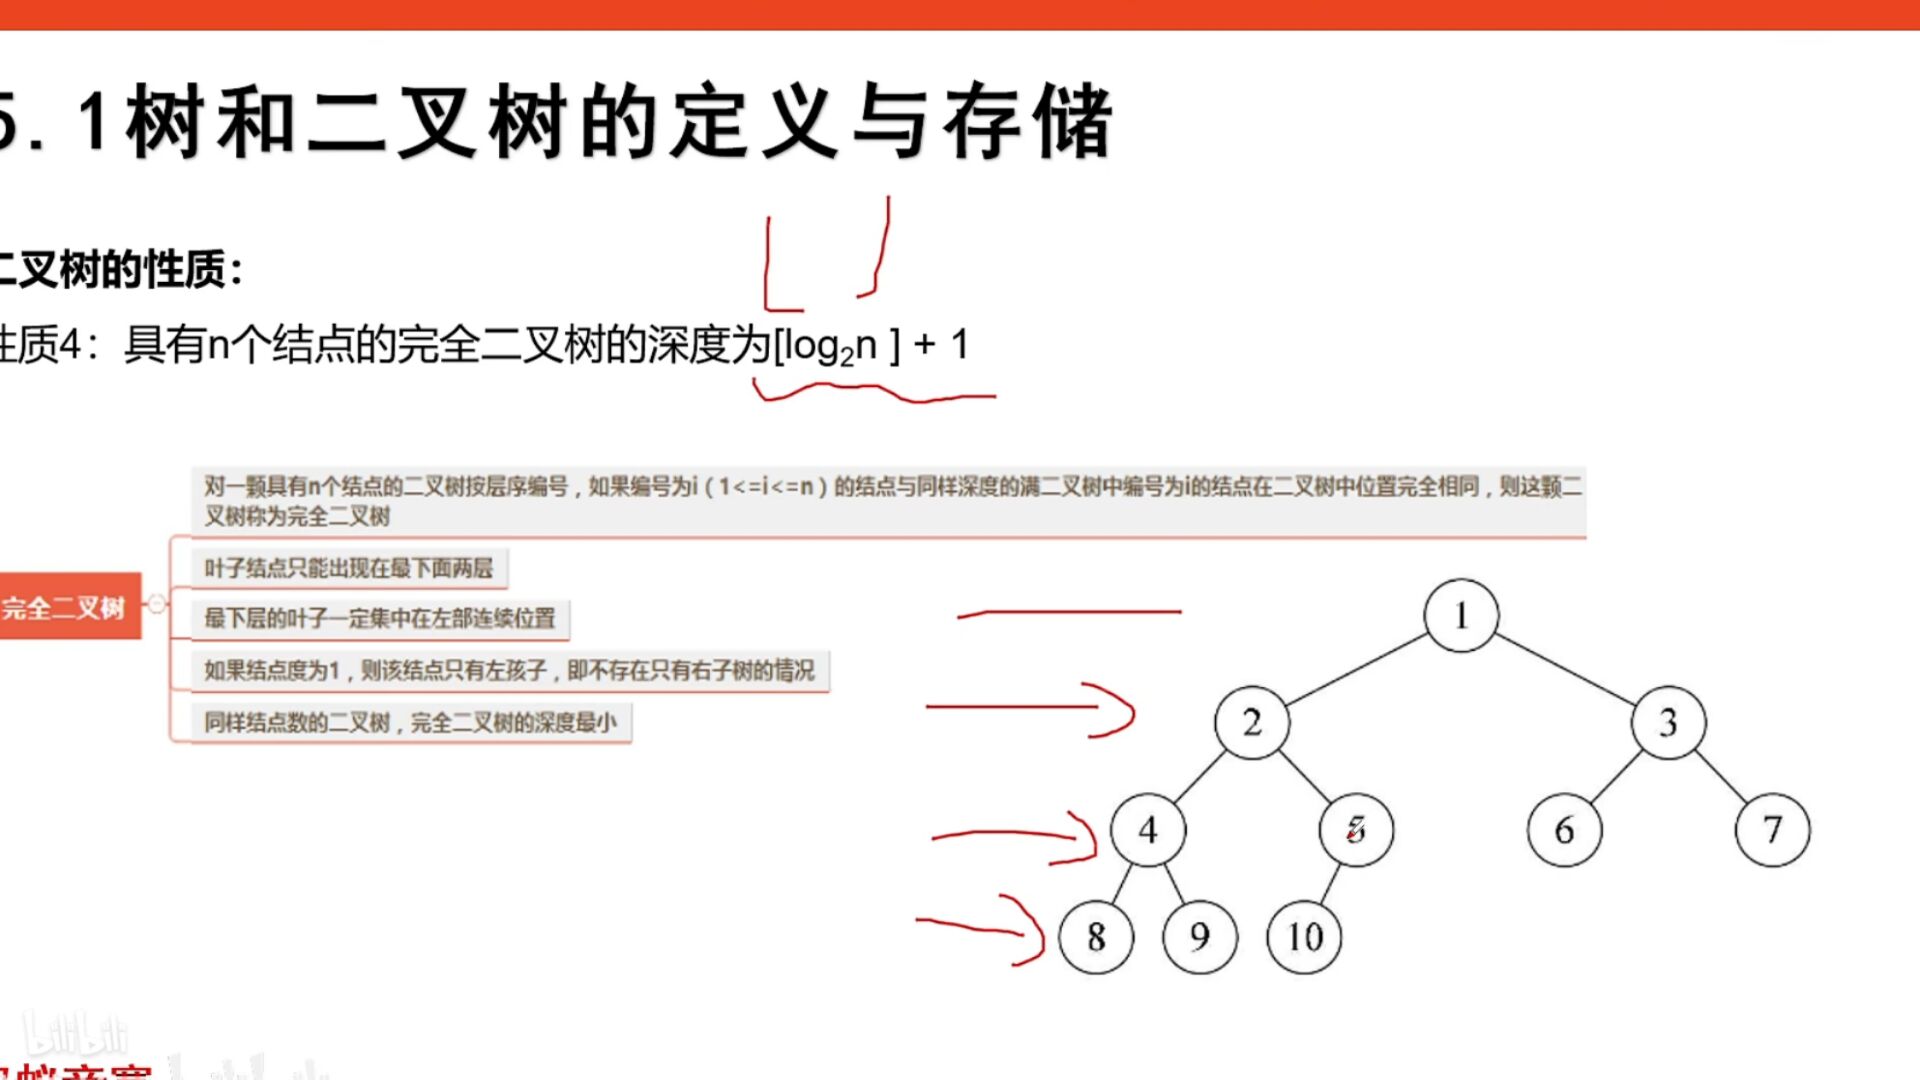 5.1树和二叉树的定义与存储
二叉树的性质：
性质4：具有n个结点的完全二叉树的深度为[log₂n ] + 1
对一颗具有n个结点的二叉树按层序编号，如果编号为i（1<=i<=n）的结点与同样深度的满二叉树中编号为i的结点在二叉树中位置完全相同，则这颗二
叉树称为完全二叉树
叶子结点只能出现在最下面两层
完全二叉树
最下层的叶子一定集中在左部连续位置
如果结点度为1，则该结点只有左孩子，即不存在只有右子树的情况
同样结点数的二叉树，完全二叉树的深度最小
1
2 3
4 5 6 7
8 9 10
bilibili